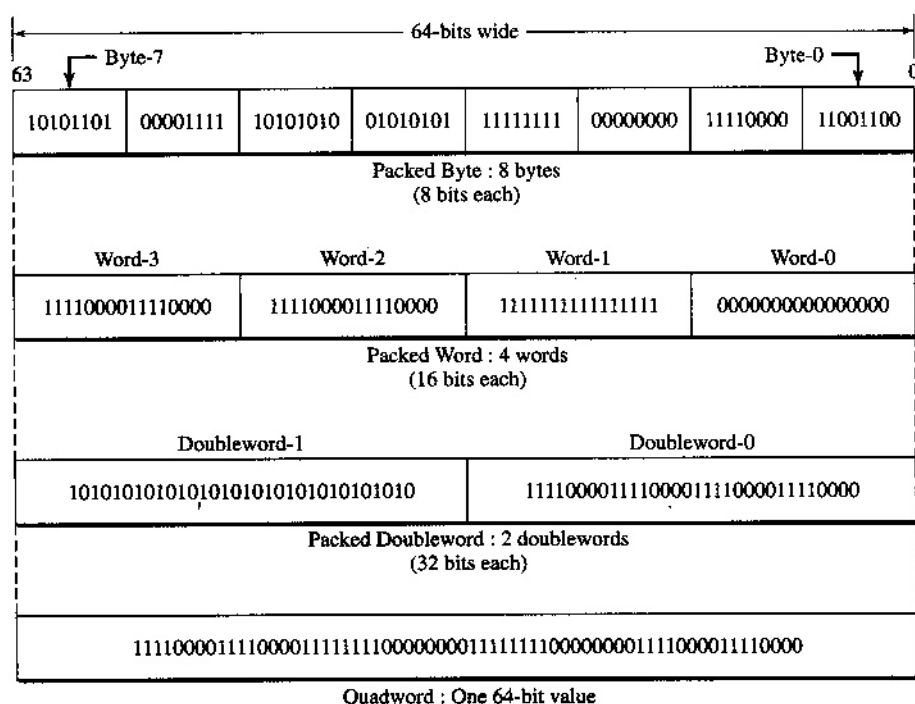 64-bits wide
Byte-7 Byte-0
63 0
10101101 00001111 10101010 01010101 11111111 00000000 11110000 11001100
Packed Byte : 8 bytes
(8 bits each)
Word-3 Word-2 Word-1 Word-0
1111000011110000 1111000011110000 1111111111111111 0000000000000000
Packed Word : 4 words
(16 bits each)
Doubleword-1 Doubleword-0
10101010101010101010101010101010 11110000111100001111000011110000
Packed Doubleword : 2 doublewords
(32 bits each)
1111000011110000111111110000000011111111000000001111000011110000
Quadword : One 64-bit value